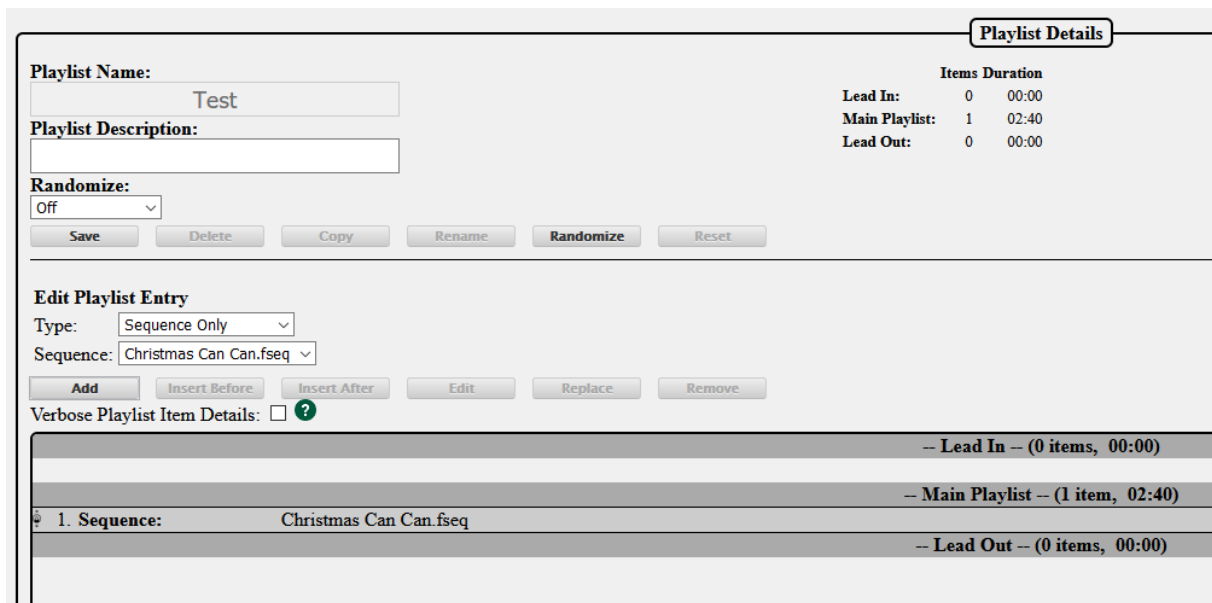 Playlist Details
Playlist Name:
Test
Playlist Description:
Randomize:
Off
Save Delete Copy Rename Randomize Reset
Items Duration
Lead In: 0 00:00
Main Playlist: 1 02:40
Lead Out: 0 00:00
Edit Playlist Entry
Type: Sequence Only
Sequence: Christmas Can Can.fseq
Add Insert Before Insert After Edit Replace Remove
Verbose Playlist Item Details: ?
-- Lead In -- (0 items, 00:00)
-- Main Playlist -- (1 item, 02:40)
1. Sequence: Christmas Can Can.fseq
-- Lead Out -- (0 items, 00:00)